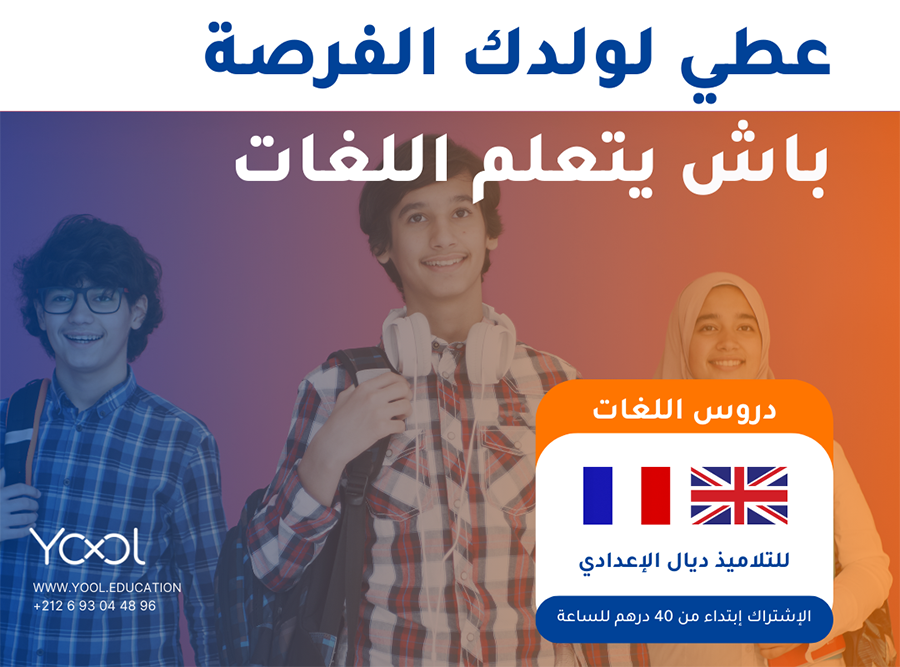 عطي لولدك الفرصة
باش يتعلم اللغات
دروس اللغات
للتلاميذ ديال الإعدادي
الإشتراك إبتداء من 40 درهم للساعة
Yool
WWW.YOOL.EDUCATION
+212 6 93 04 48 96